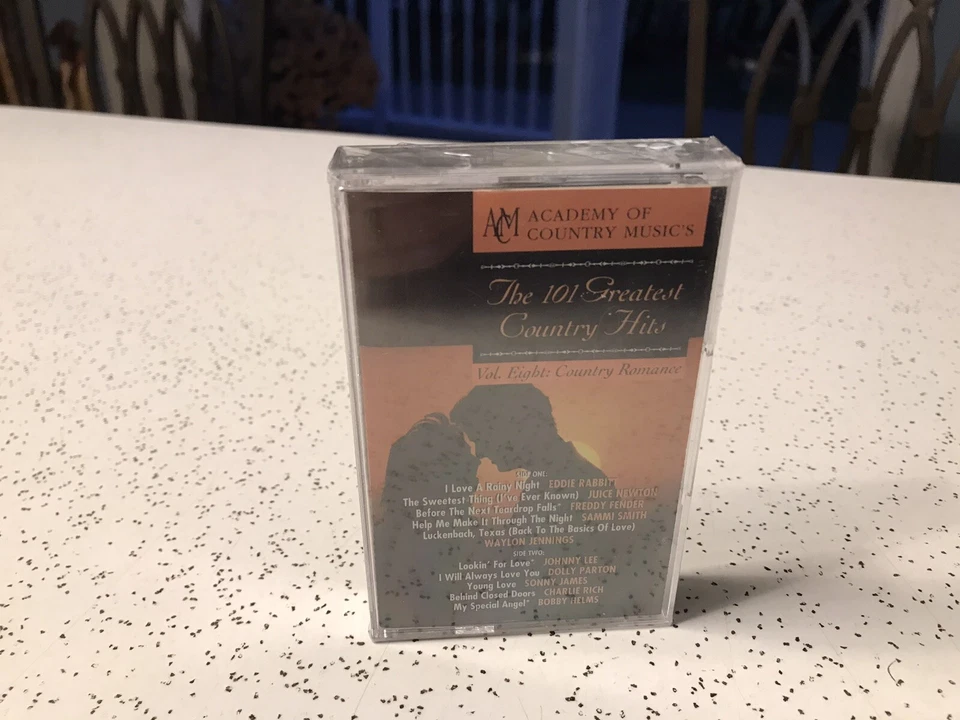 ACM ACADEMY OF
COUNTRY MUSIC'S
The 101 Greatest
Country Hits
Vol. Eight: Country Romance
SIDE ONE:
I Love A Rainy Night EDDIE RABBITT
The Sweetest Thing (I've Ever Known) JUICE NEWTON
Before The Next Teardrop Falls* FREDDY FENDER
Help Me Make It Through The Night SAMMI SMITH
Luckenbach, Texas (Back To The Basics Of Love)
WAYLON JENNINGS
SIDE TWO:
Lookin' For Love* JOHNNY LEE
I Will Always Love You DOLLY PARTON
Young Love SONNY JAMES
Behind Closed Doors CHARLIE RICH
My Special Angel* BOBBY HELMS